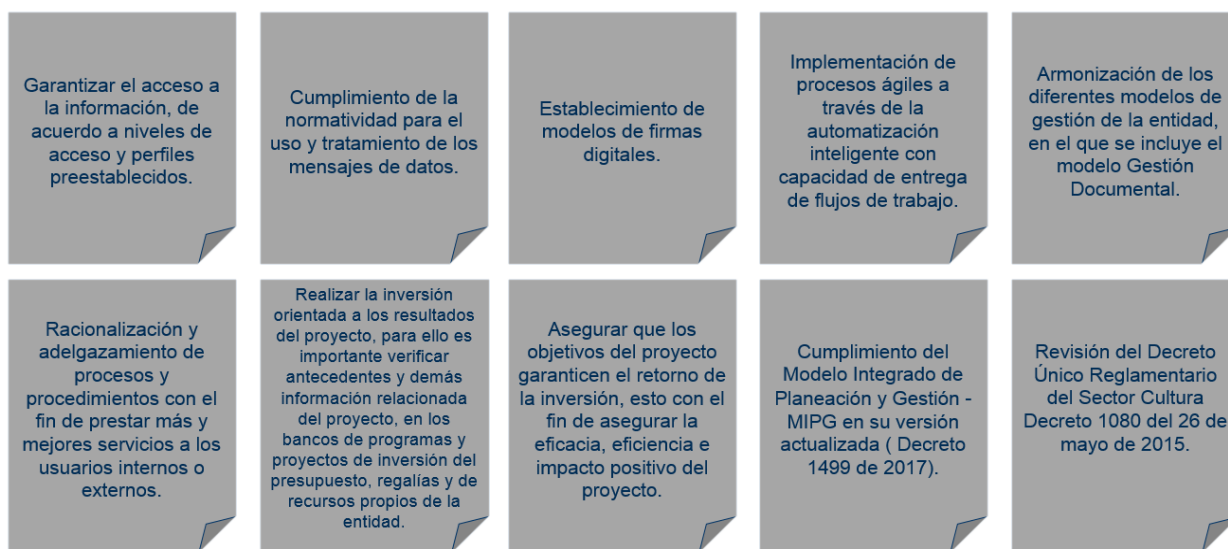 Garantizar el acceso a
la información, de
acuerdo a niveles de
acceso y perfiles
preestablecidos.
Cumplimiento de la
normatividad para el
uso y tratamiento de los
mensajes de datos.
Establecimiento de
modelos de firmas
digitales.
Implementación de
procesos ágiles a
través de la
automatización
inteligente con
capacidad de entrega
de flujos de trabajo.
Armonización de los
diferentes modelos de
gestión de la entidad,
en el que se incluye el
modelo Gestión
Documental.
Racionalización y
adelgazamiento de
procesos y
procedimientos con el
fin de prestar más y
mejores servicios a los
usuarios internos o
externos.
Realizar la inversión
orientada a los resultados
del proyecto, para ello es
importante verificar
antecedentes y demás
información relacionada
del proyecto, en los
bancos de programas y
proyectos de inversión del
presupuesto, regalías y de
recursos propios de la
entidad.
Asegurar que los
objetivos del proyecto
garanticen el retorno de
la inversión, esto con el
fin de asegurar la
eficacia, eficiencia e
impacto positivo del
proyecto.
Cumplimiento del
Modelo Integrado de
Planeación y Gestión -
MIPG en su versión
actualizada ( Decreto
1499 de 2017).
Revisión del Decreto
Único Reglamentario
del Sector Cultura
Decreto 1080 del 26 de
mayo de 2015.